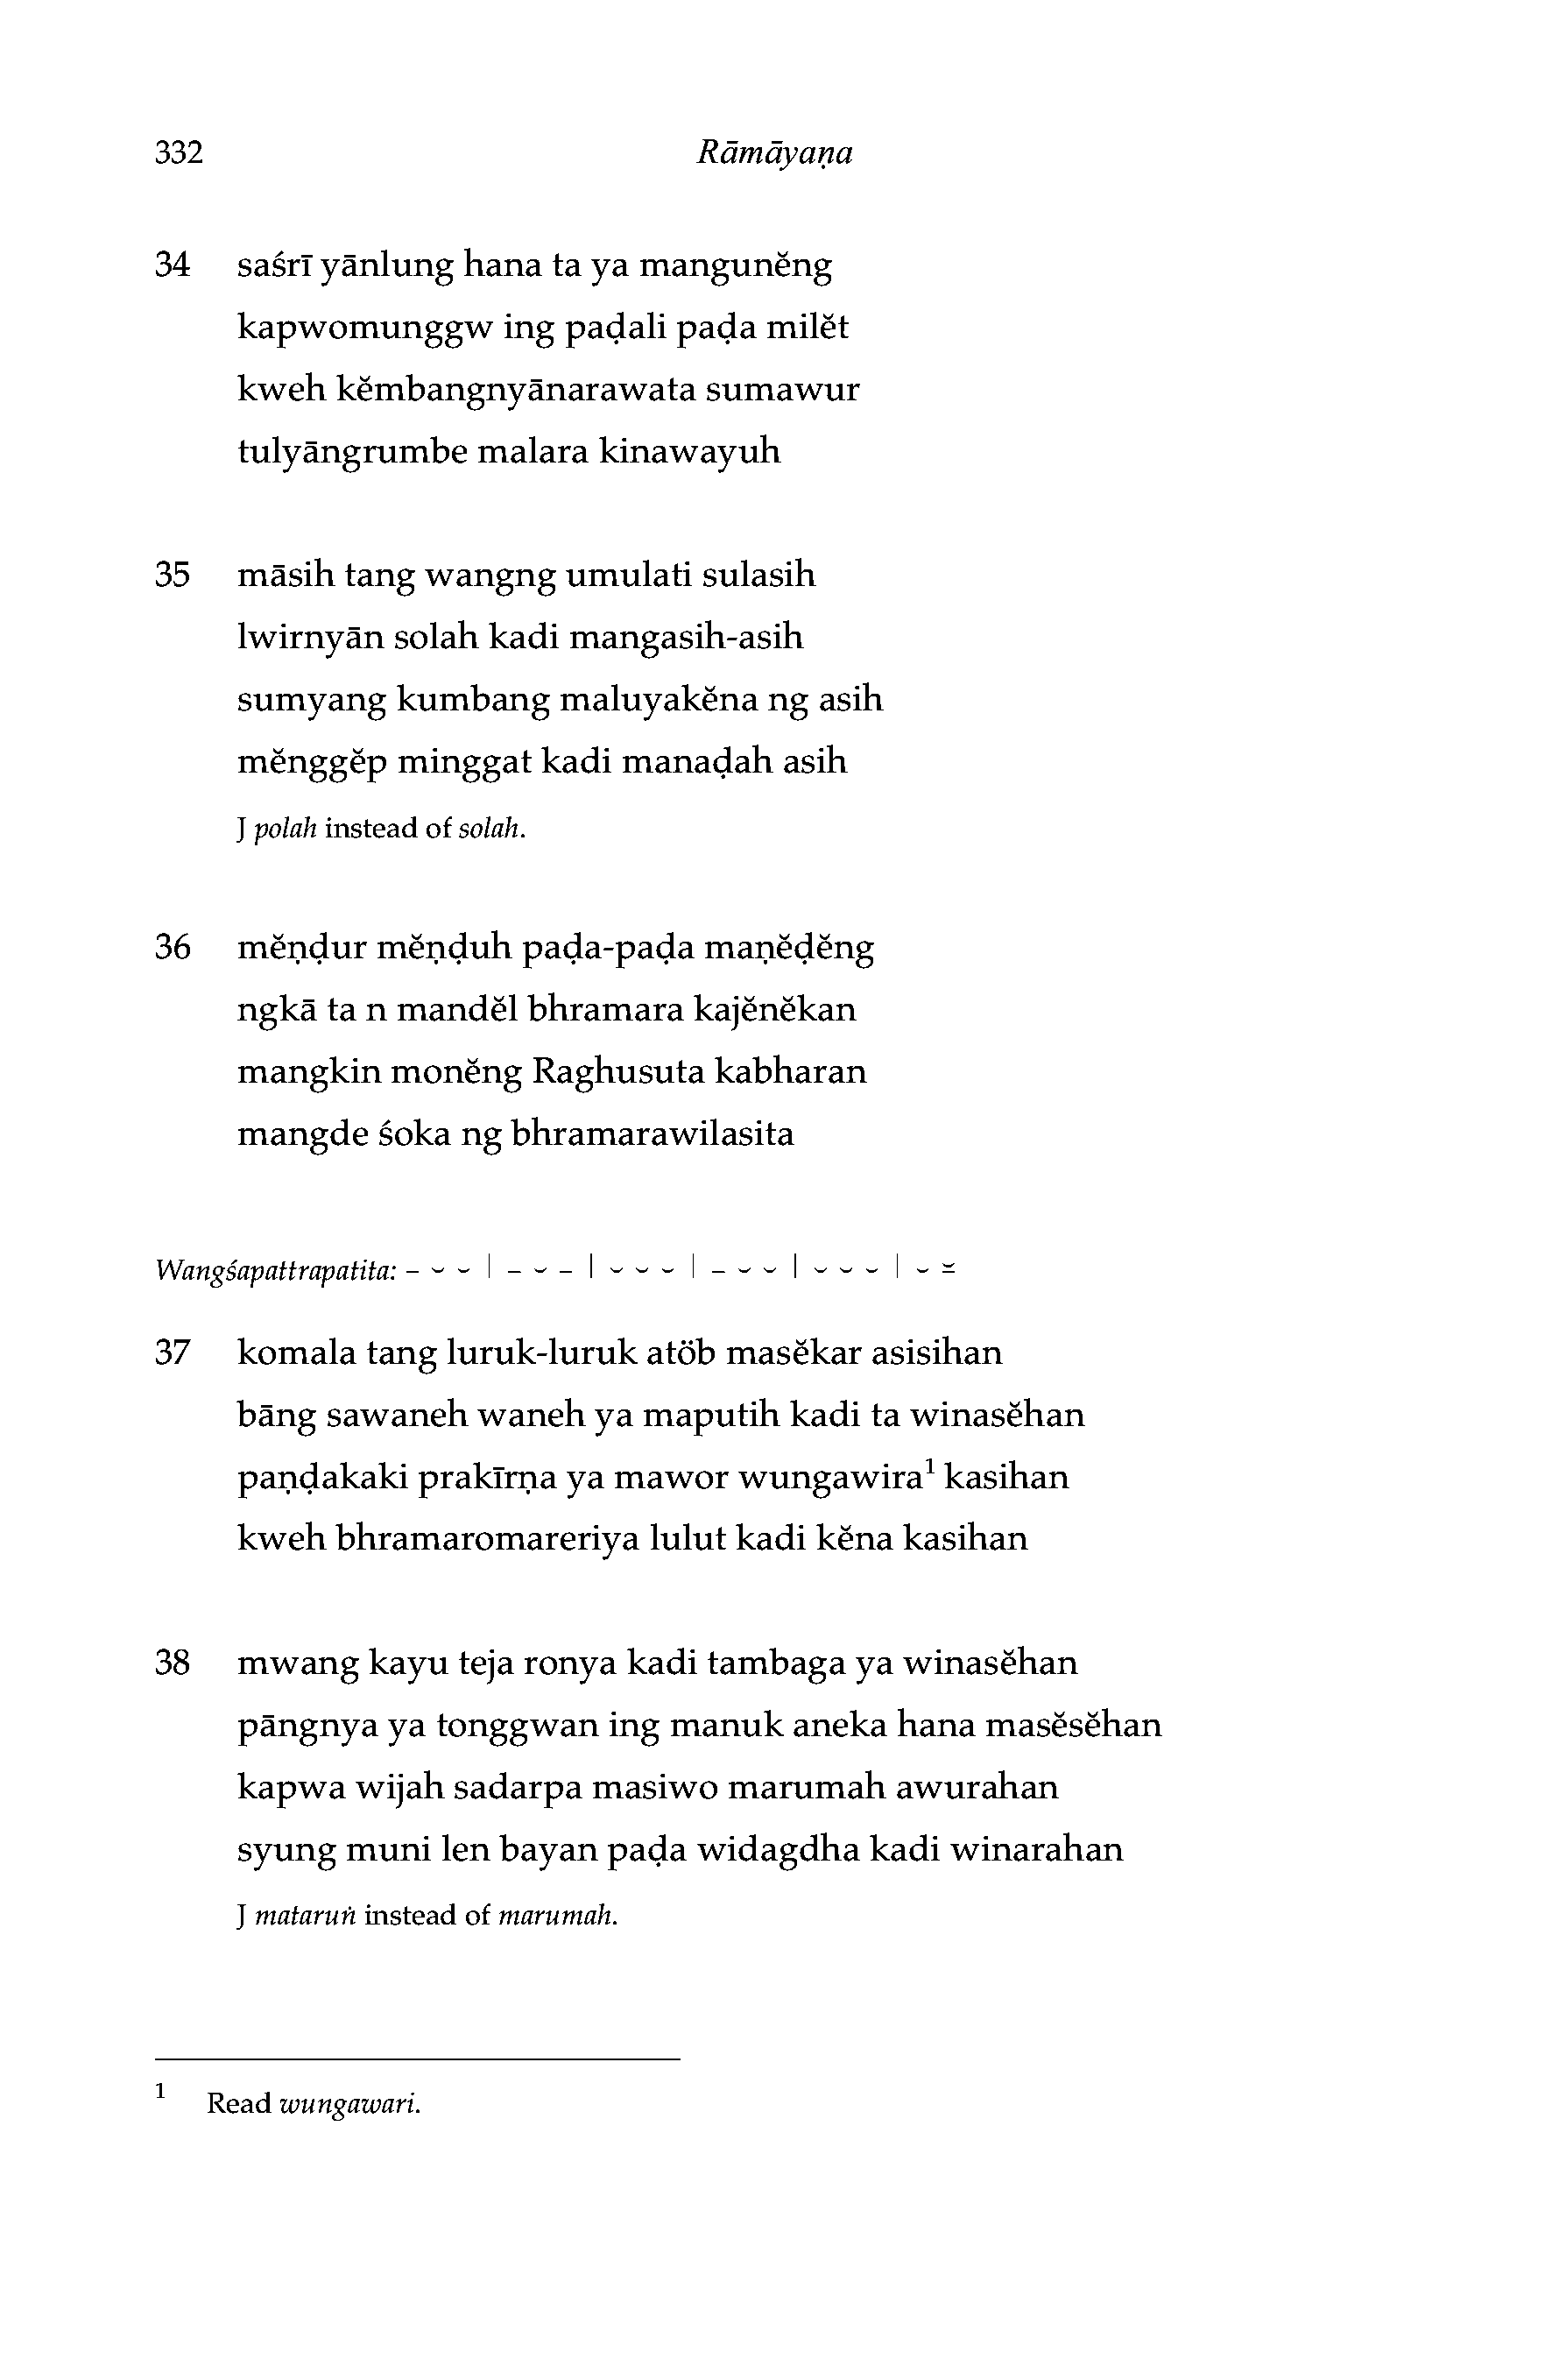 332 Rāmāyaṇa
34 saśrī yānlung hana ta ya mangunĕng
kapwomunggw ing paḍali paḍa milĕt
kweh kĕmbangnyānarawata sumawur
tulyāngrumbe malara kinawayuh
35 māsih tang wangng umulati sulasih
lwirnyān solah kadi mangasih-asih
sumyang kumbang maluyakĕna ng asih
mĕnggĕp minggat kadi manaḍah asih
J polah instead of solah.
36 mĕṇḍur mĕṇḍuh paḍa-paḍa maṇĕḍĕng
ngkā ta n mandĕl bhramara kajĕnĕkan
mangkin monĕng Raghusuta kabharan
mangde śoka ng bhramarawilasita
Wangśapattrapatita: – ⏑ ⏑ | – ⏑ – | ⏑ ⏑ ⏑ | – ⏑ ⏑ | ⏑ ⏑ ⏑ | ⏑ ⏓
37 komala tang luruk-luruk atöb masĕkar asisihan
bāng sawaneh waneh ya maputih kadi ta winasĕhan
paṇḍakaki prakīrṇa ya mawor wungawira¹ kasihan
kweh bhramaromareriya lulut kadi kĕna kasihan
38 mwang kayu teja ronya kadi tambaga ya winasĕhan
pāngnya ya tonggwan ing manuk aneka hana masĕsĕhan
kapwa wijah sadarpa masiwo marumah awurahan
syung muni len bayan paḍa widagdha kadi winarahan
J mataruṅ instead of marumah.
¹ Read wungawari.